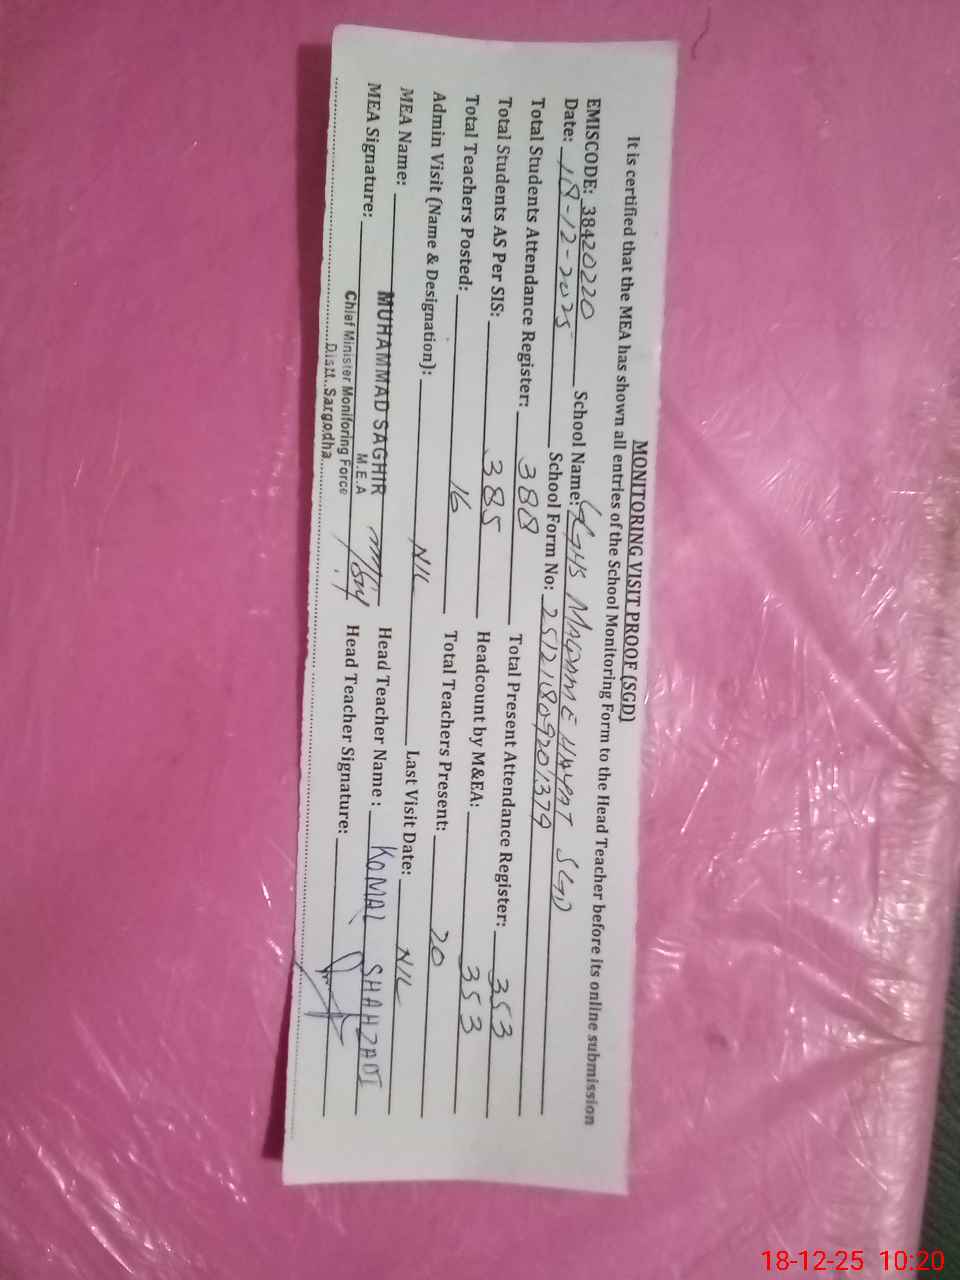 MONITORING VISIT PROOF (SGD)
It is certified that the MEA has shown all entries of the School Monitoring Form to the Head Teacher before its online submission
EMISCODE: 38420220 School Name: GGHS MALDIME HAYAT SGD
Date: 18-12-2025 School Form No: 25121809201379
Total Students Attendance Register: 388 Total Present Attendance Register: 353
Total Students AS Per SIS: 385 Headcount by M&EA: 353
Total Teachers Posted: 16 Total Teachers Present: 20
Admin Visit (Name & Designation): NIL Last Visit Date: NIL
MEA Name: MUHAMMAD SAGHIR Head Teacher Name : KOMAL SHAHZADI
M.E.A
MEA Signature: Head Teacher Signature:
Chief Minister Monitoring Force
Distt. Sargodha
18-12-25 10:20